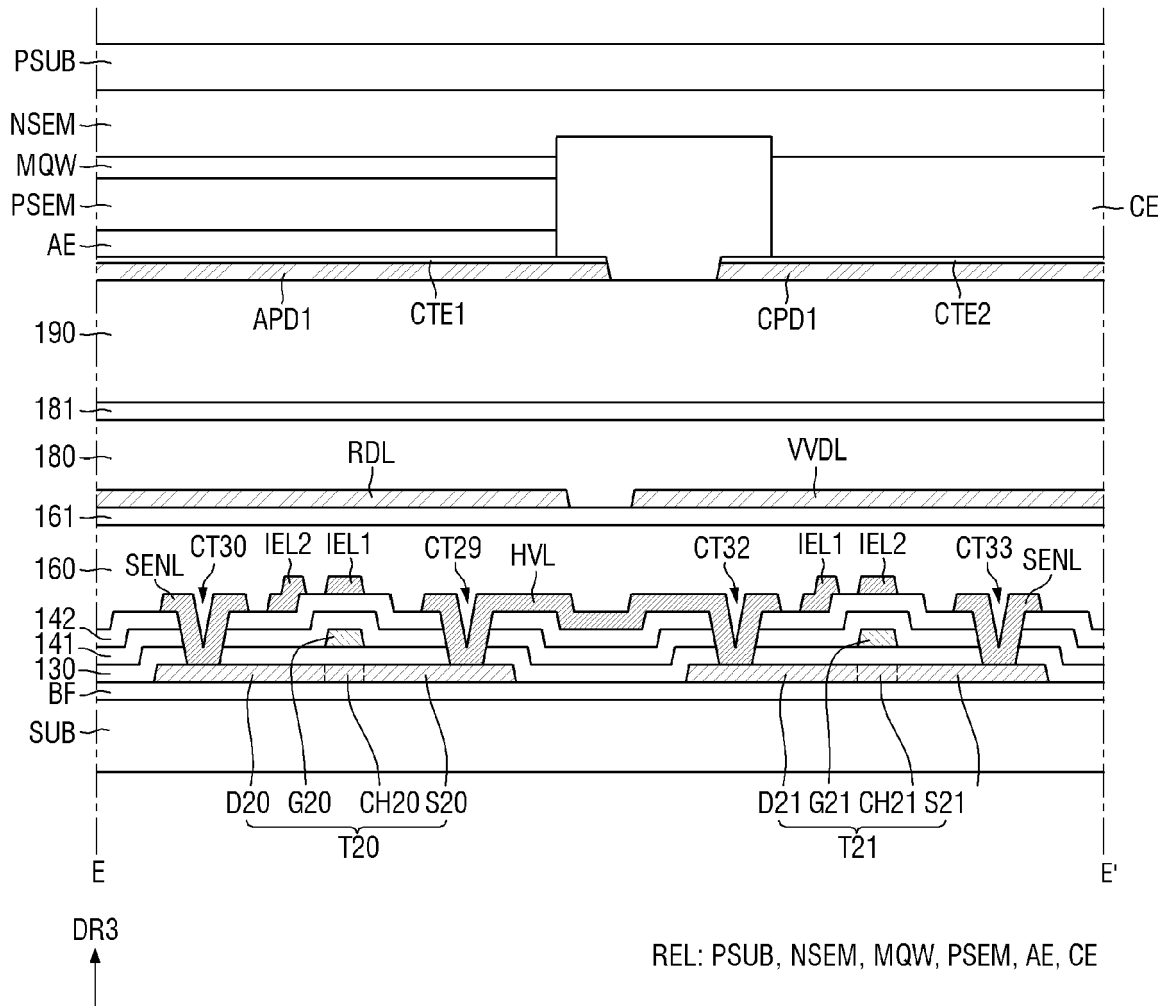 PSUB
NSEM
MQW
PSEM
AE
CE
APD1 CTE1 CPD1 CTE2
190
181
180
RDL VVDL
161
160
SENL CT30 IEL2 IEL1 CT29 HVL CT32 IEL1 IEL2 CT33 SENL
142
141
130
BF
SUB
D20 G20 CH20 S20 D21 G21 CH21 S21
T20 T21
E E'
DR3
REL: PSUB, NSEM, MQW, PSEM, AE, CE